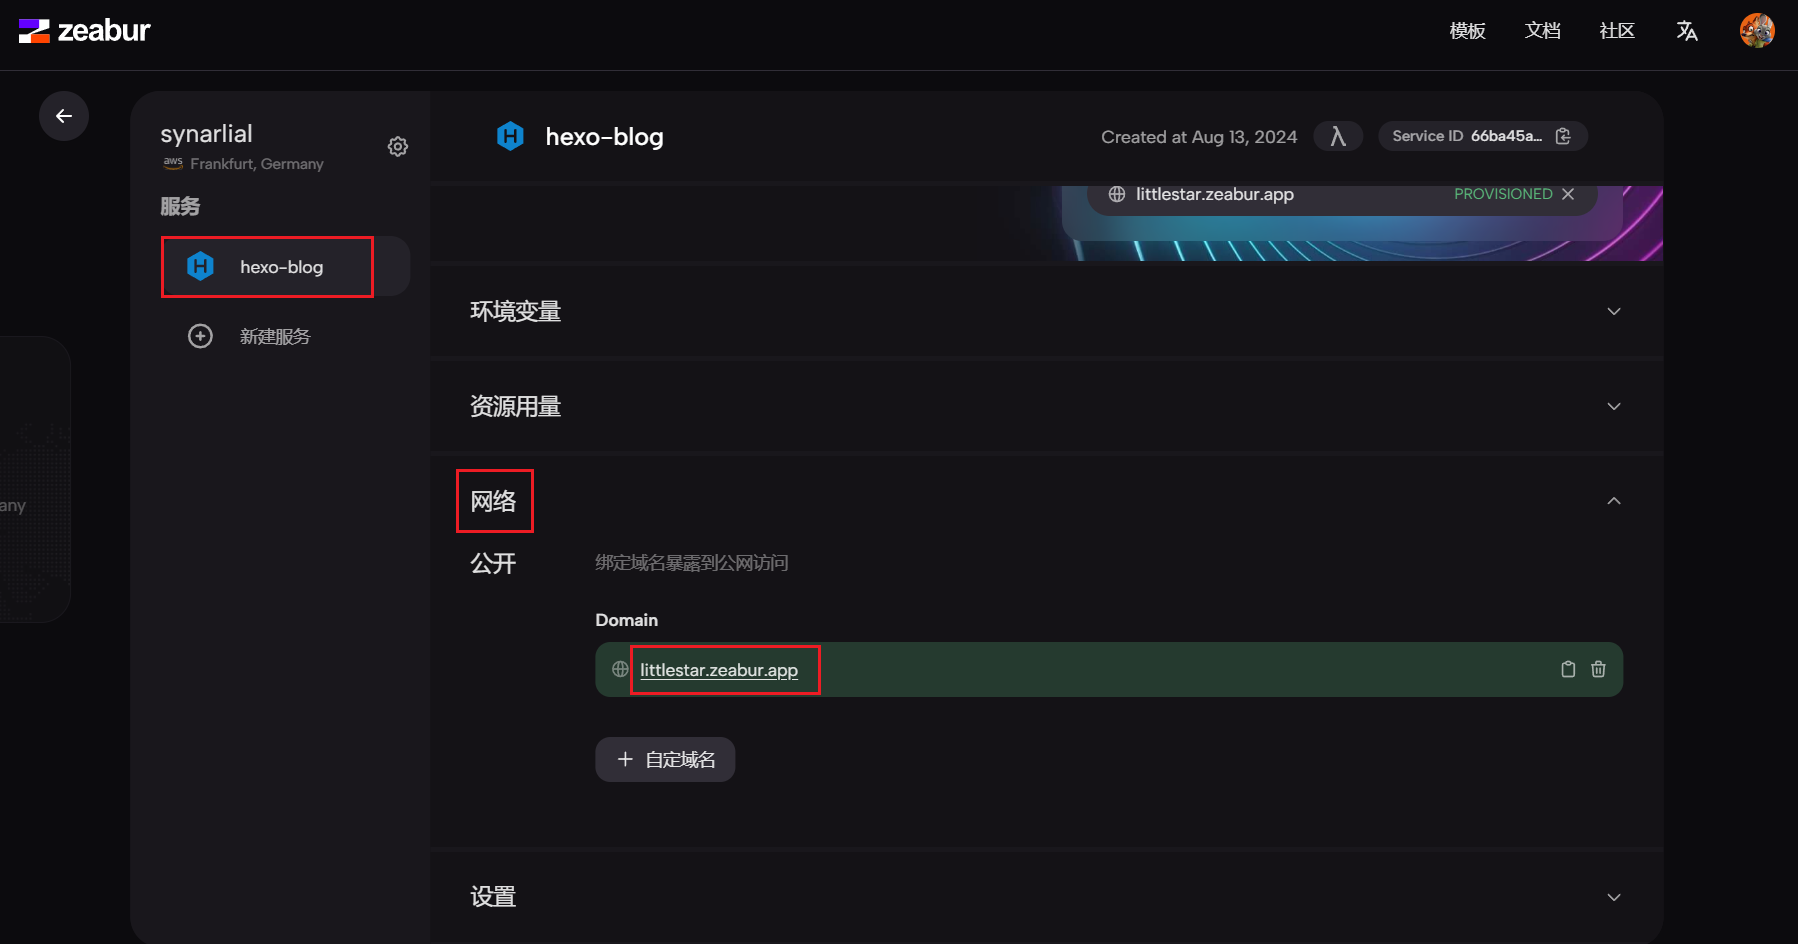 zeabur
模板
文档
社区
synarlial
aws Frankfurt, Germany
服务
hexo-blog
新建服务
any
hexo-blog
Created at Aug 13, 2024
λ
Service ID 66ba45a...
littlestar.zeabur.app
PROVISIONED
环境变量
资源用量
网络
公开
绑定域名暴露到公网访问
Domain
littlestar.zeabur.app
自定域名
设置